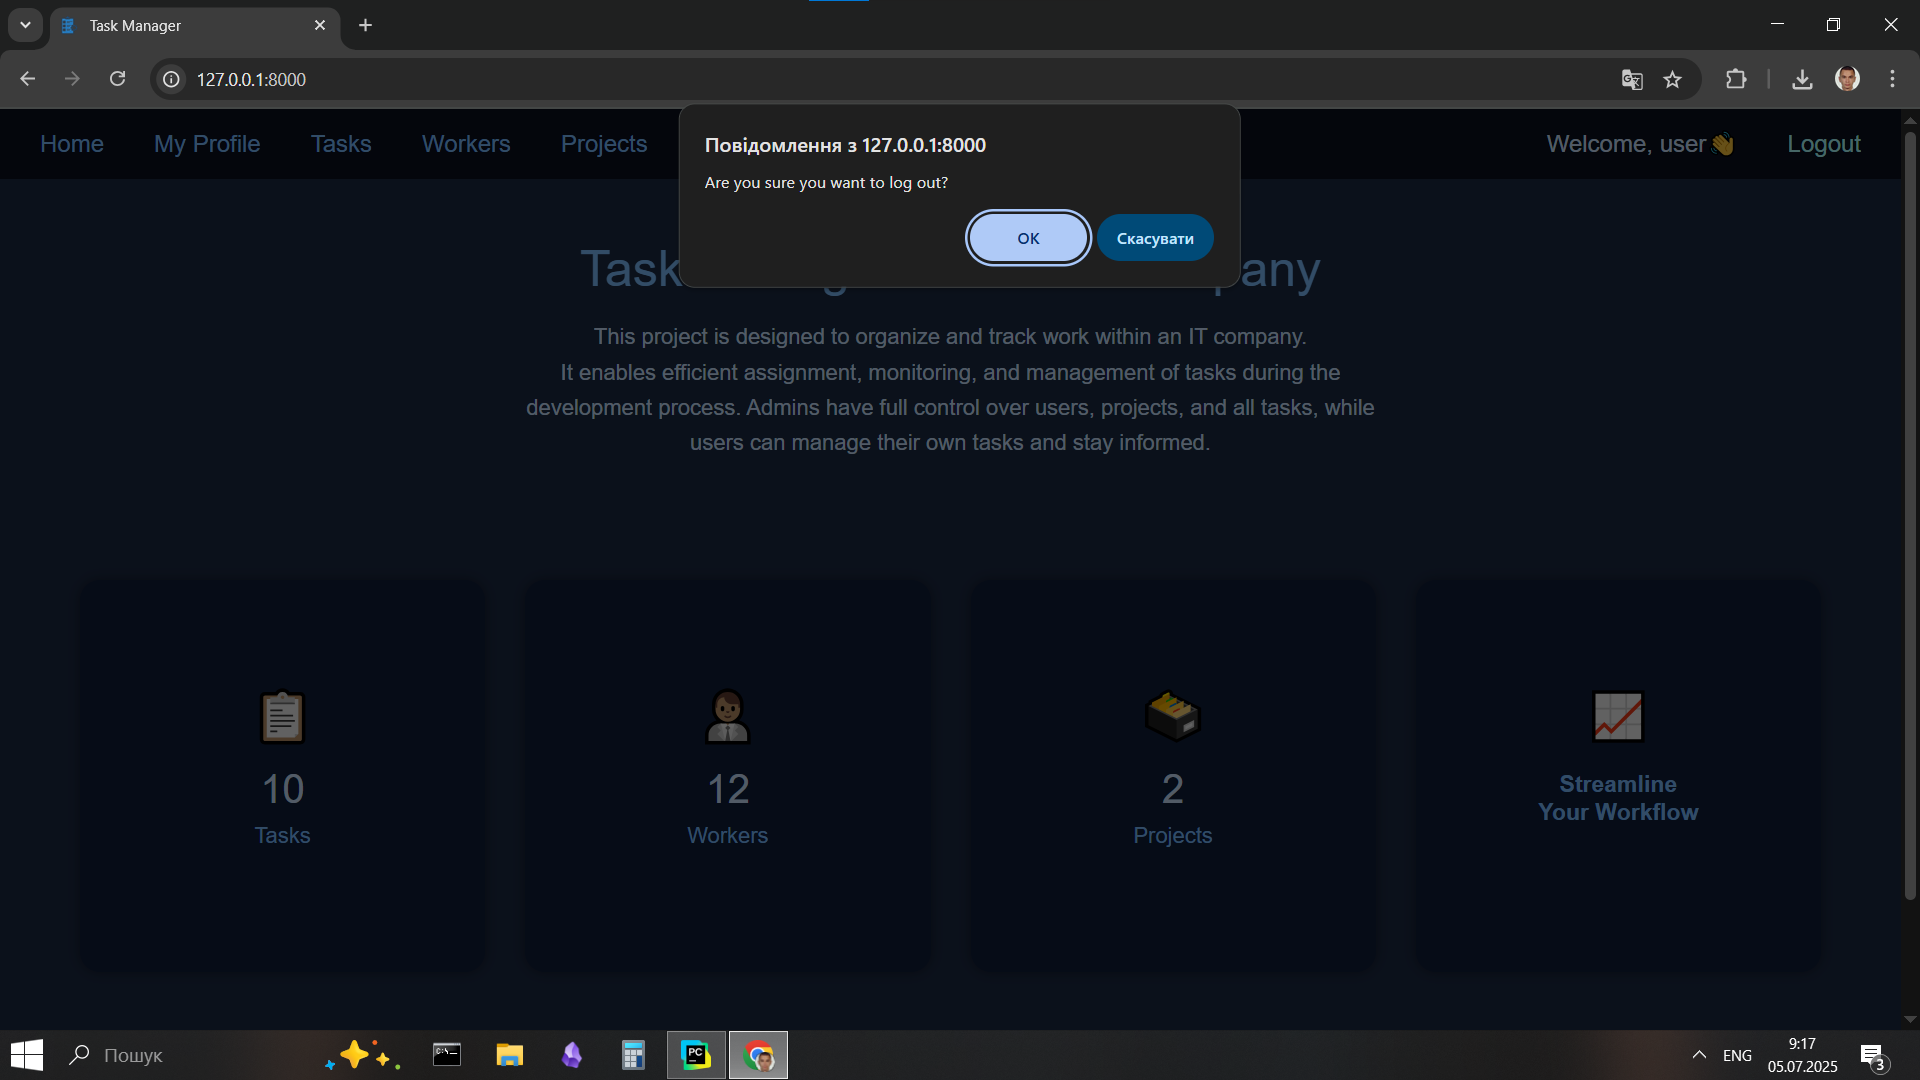 Task Manager
127.0.0.1:8000
Home My Profile Tasks Workers Projects
Welcome, user👋 Logout
Повідомлення з 127.0.0.1:8000
Are you sure you want to log out?
OK Скасувати
Task
any
This project is designed to organize and track work within an IT company.
It enables efficient assignment, monitoring, and management of tasks during the
development process. Admins have full control over users, projects, and all tasks, while
users can manage their own tasks and stay informed.
10
Tasks
12
Workers
2
Projects
Streamline
Your Workflow
Пошук
PC
ENG
9:17
05.07.2025
3